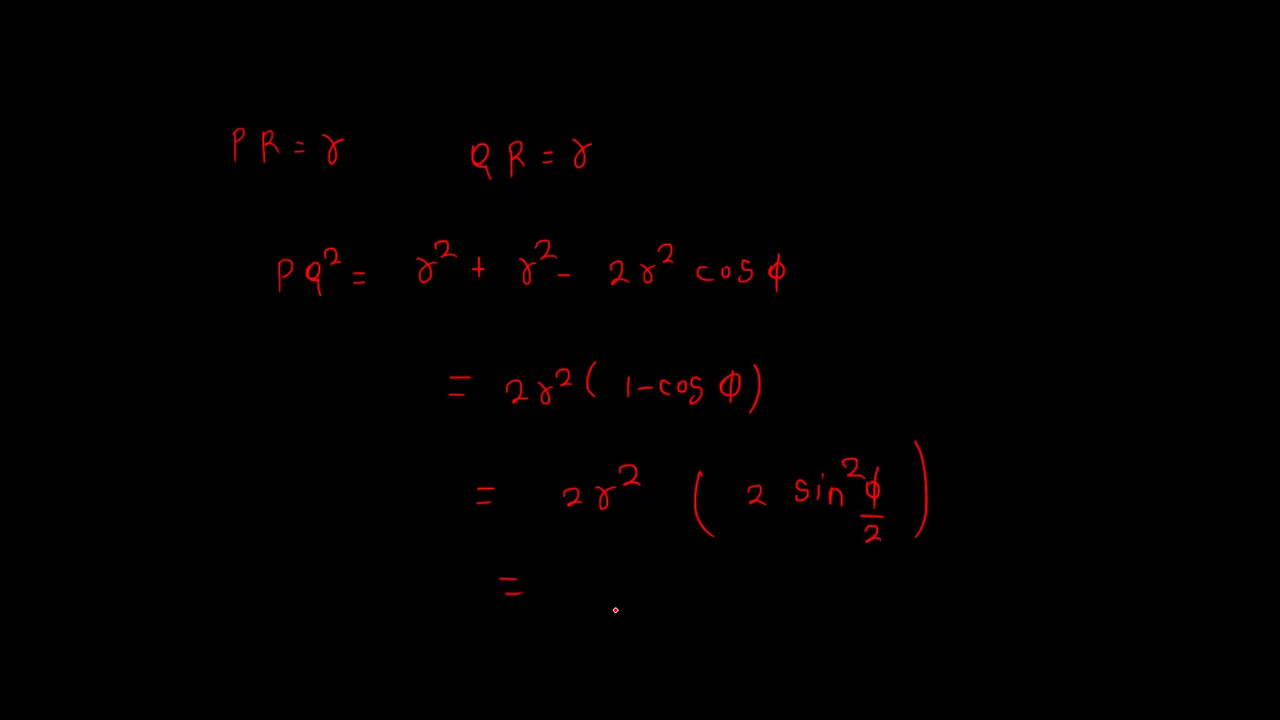 PR = r QR = r
PQ² = r² + r² - 2r² cos ϕ
= 2r² ( 1 - cos ϕ )
= 2r² ( 2 sin² ϕ/2 )
=